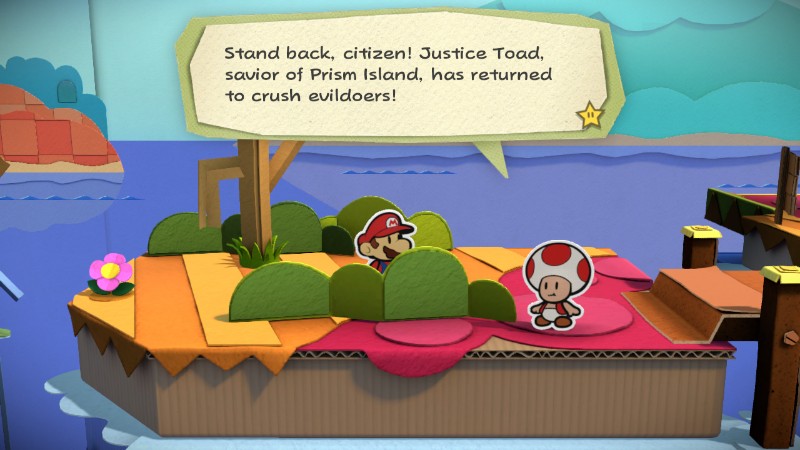 Stand back, citizen! Justice Toad,
savior of Prism Island, has returned
to crush evildoers!
M